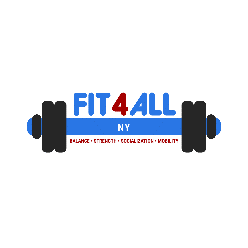 FIT4ALL
NY
BALANCE • STRENGTH • SOCIALIZATION • MOBILITY